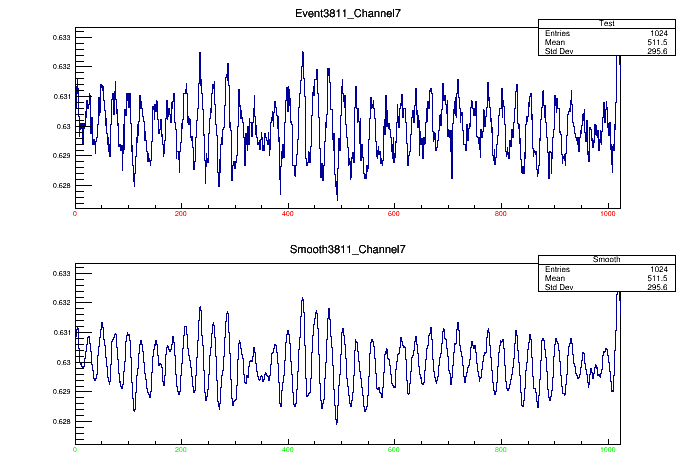 Event3811_Channel7
Test
Entries 1024
Mean 511.5
Std Dev 295.6
0.633
0.632
0.631
0.63
0.629
0.628
0 200 400 600 800 1000
Smooth3811_Channel7
Smooth
Entries 1024
Mean 511.5
Std Dev 295.6
0.633
0.632
0.631
0.63
0.629
0.628
0 200 400 600 800 1000